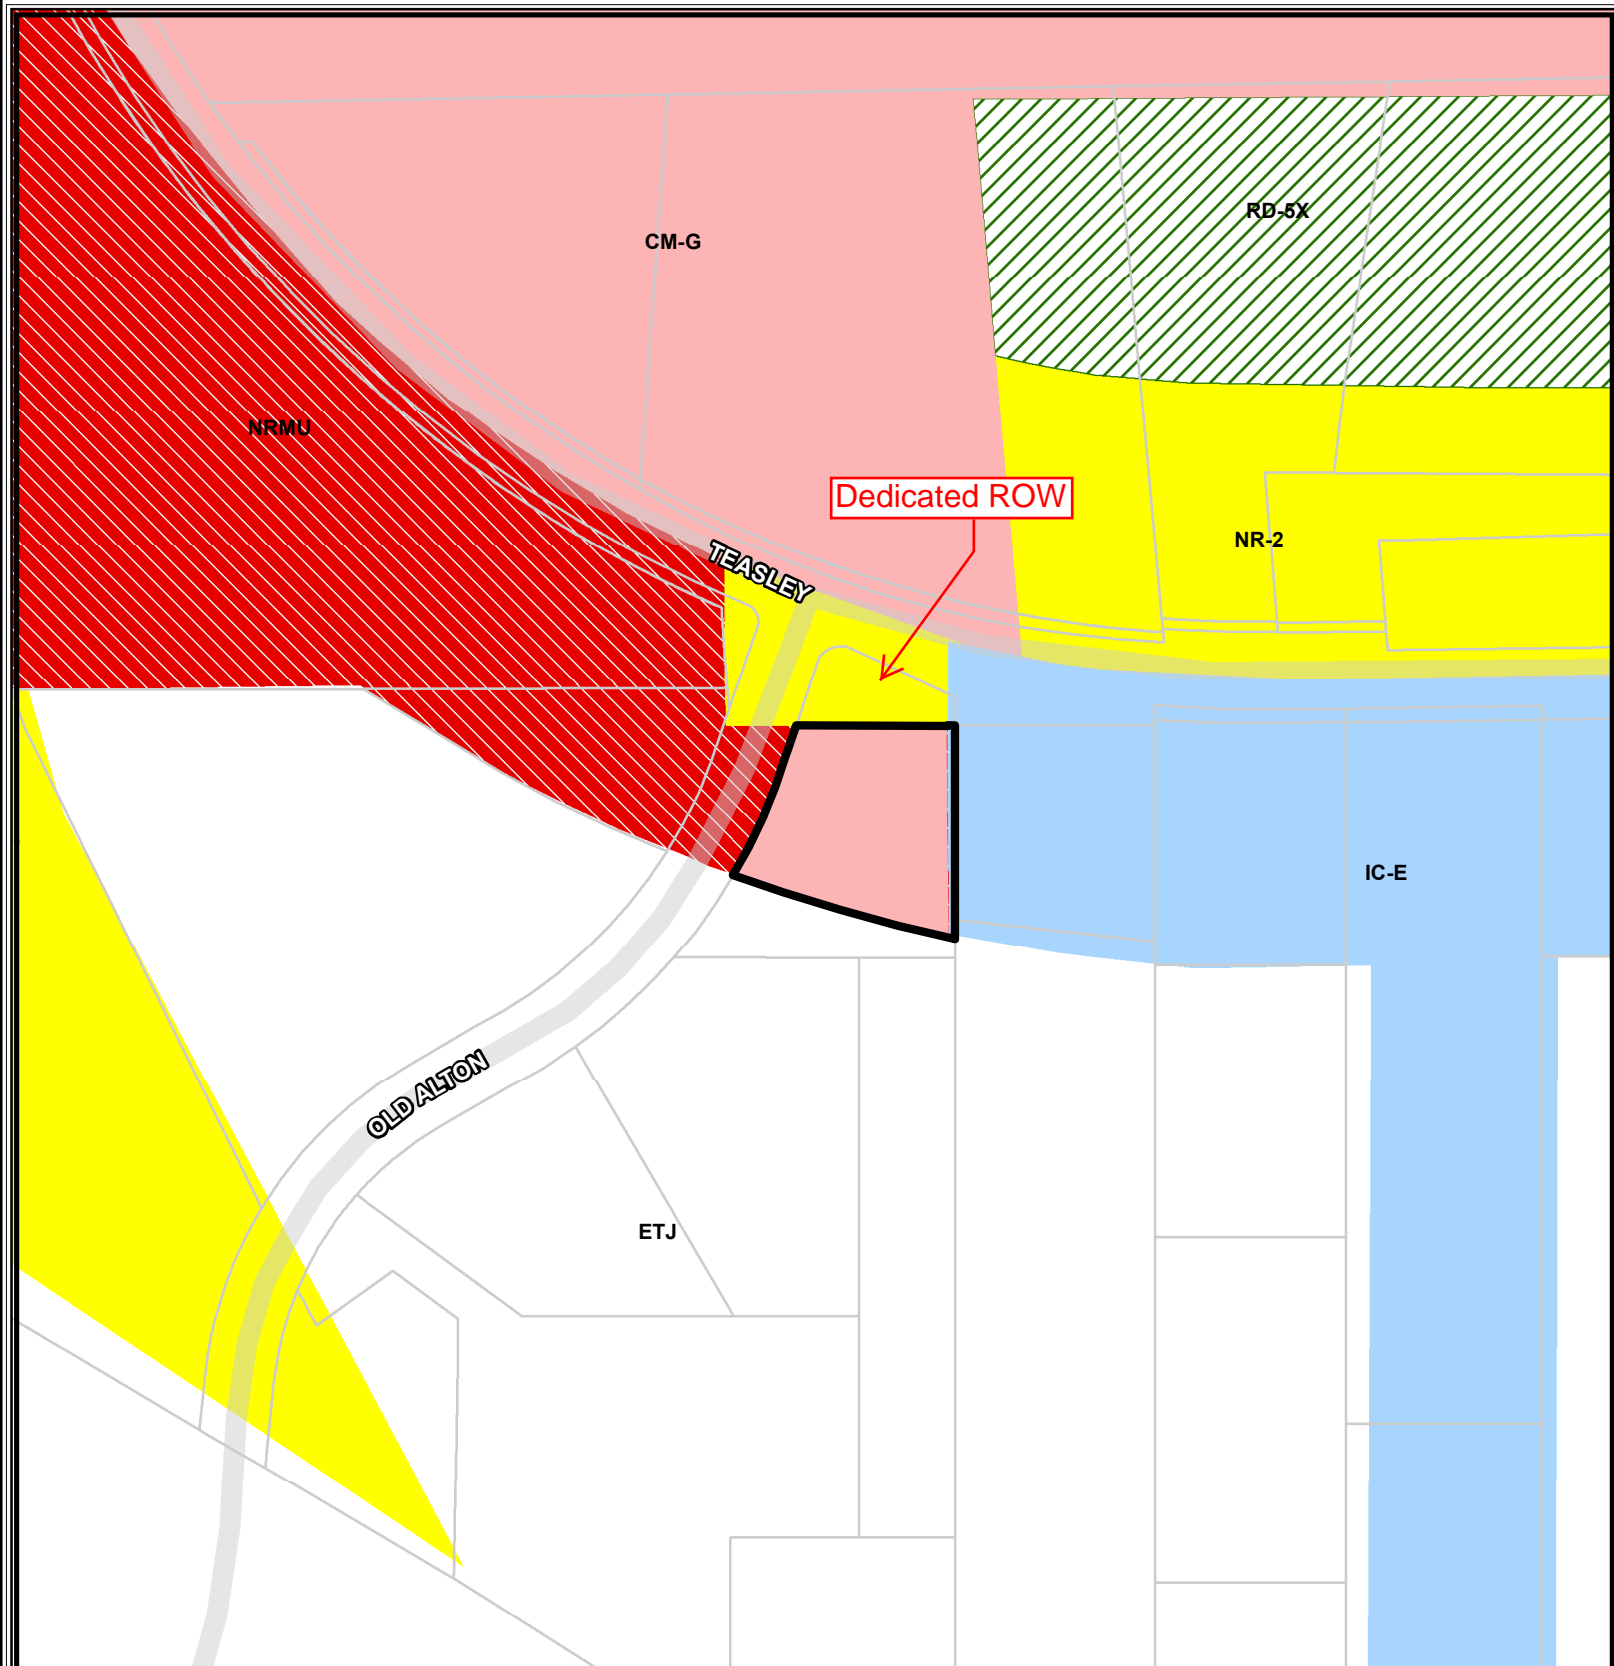 RD-5X
CM-G
NRMU
Dedicated ROW
NR-2
TEASLEY
IC-E
OLD ALTON
ETJ